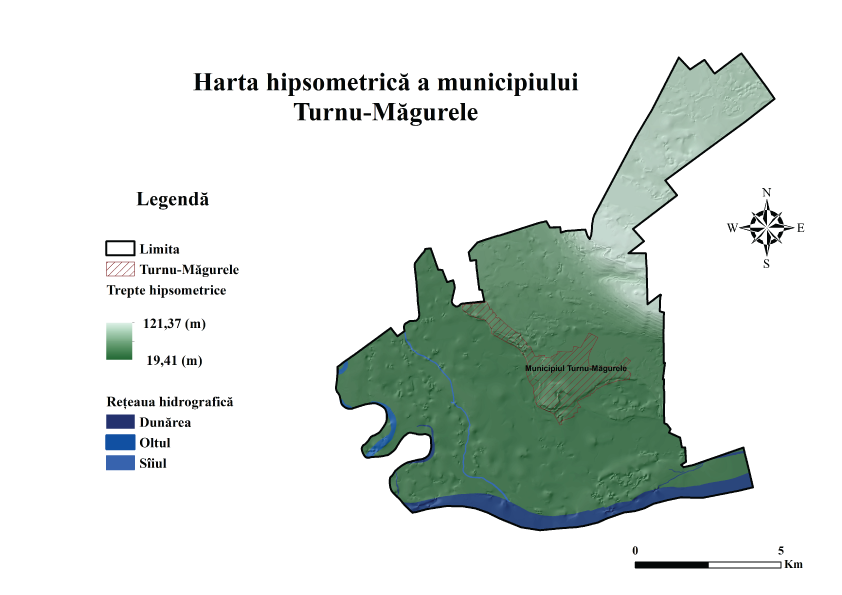 Harta hipsometrică a municipiului
Turnu-Măgurele
Legendă
Limita
Turnu-Măgurele
Trepte hipsometrice
121,37 (m)
19,41 (m)
Rețeaua hidrografică
Dunărea
Oltul
Sîiul
N
W
E
S
Municipiul Turnu-Măgurele
0
5
Km